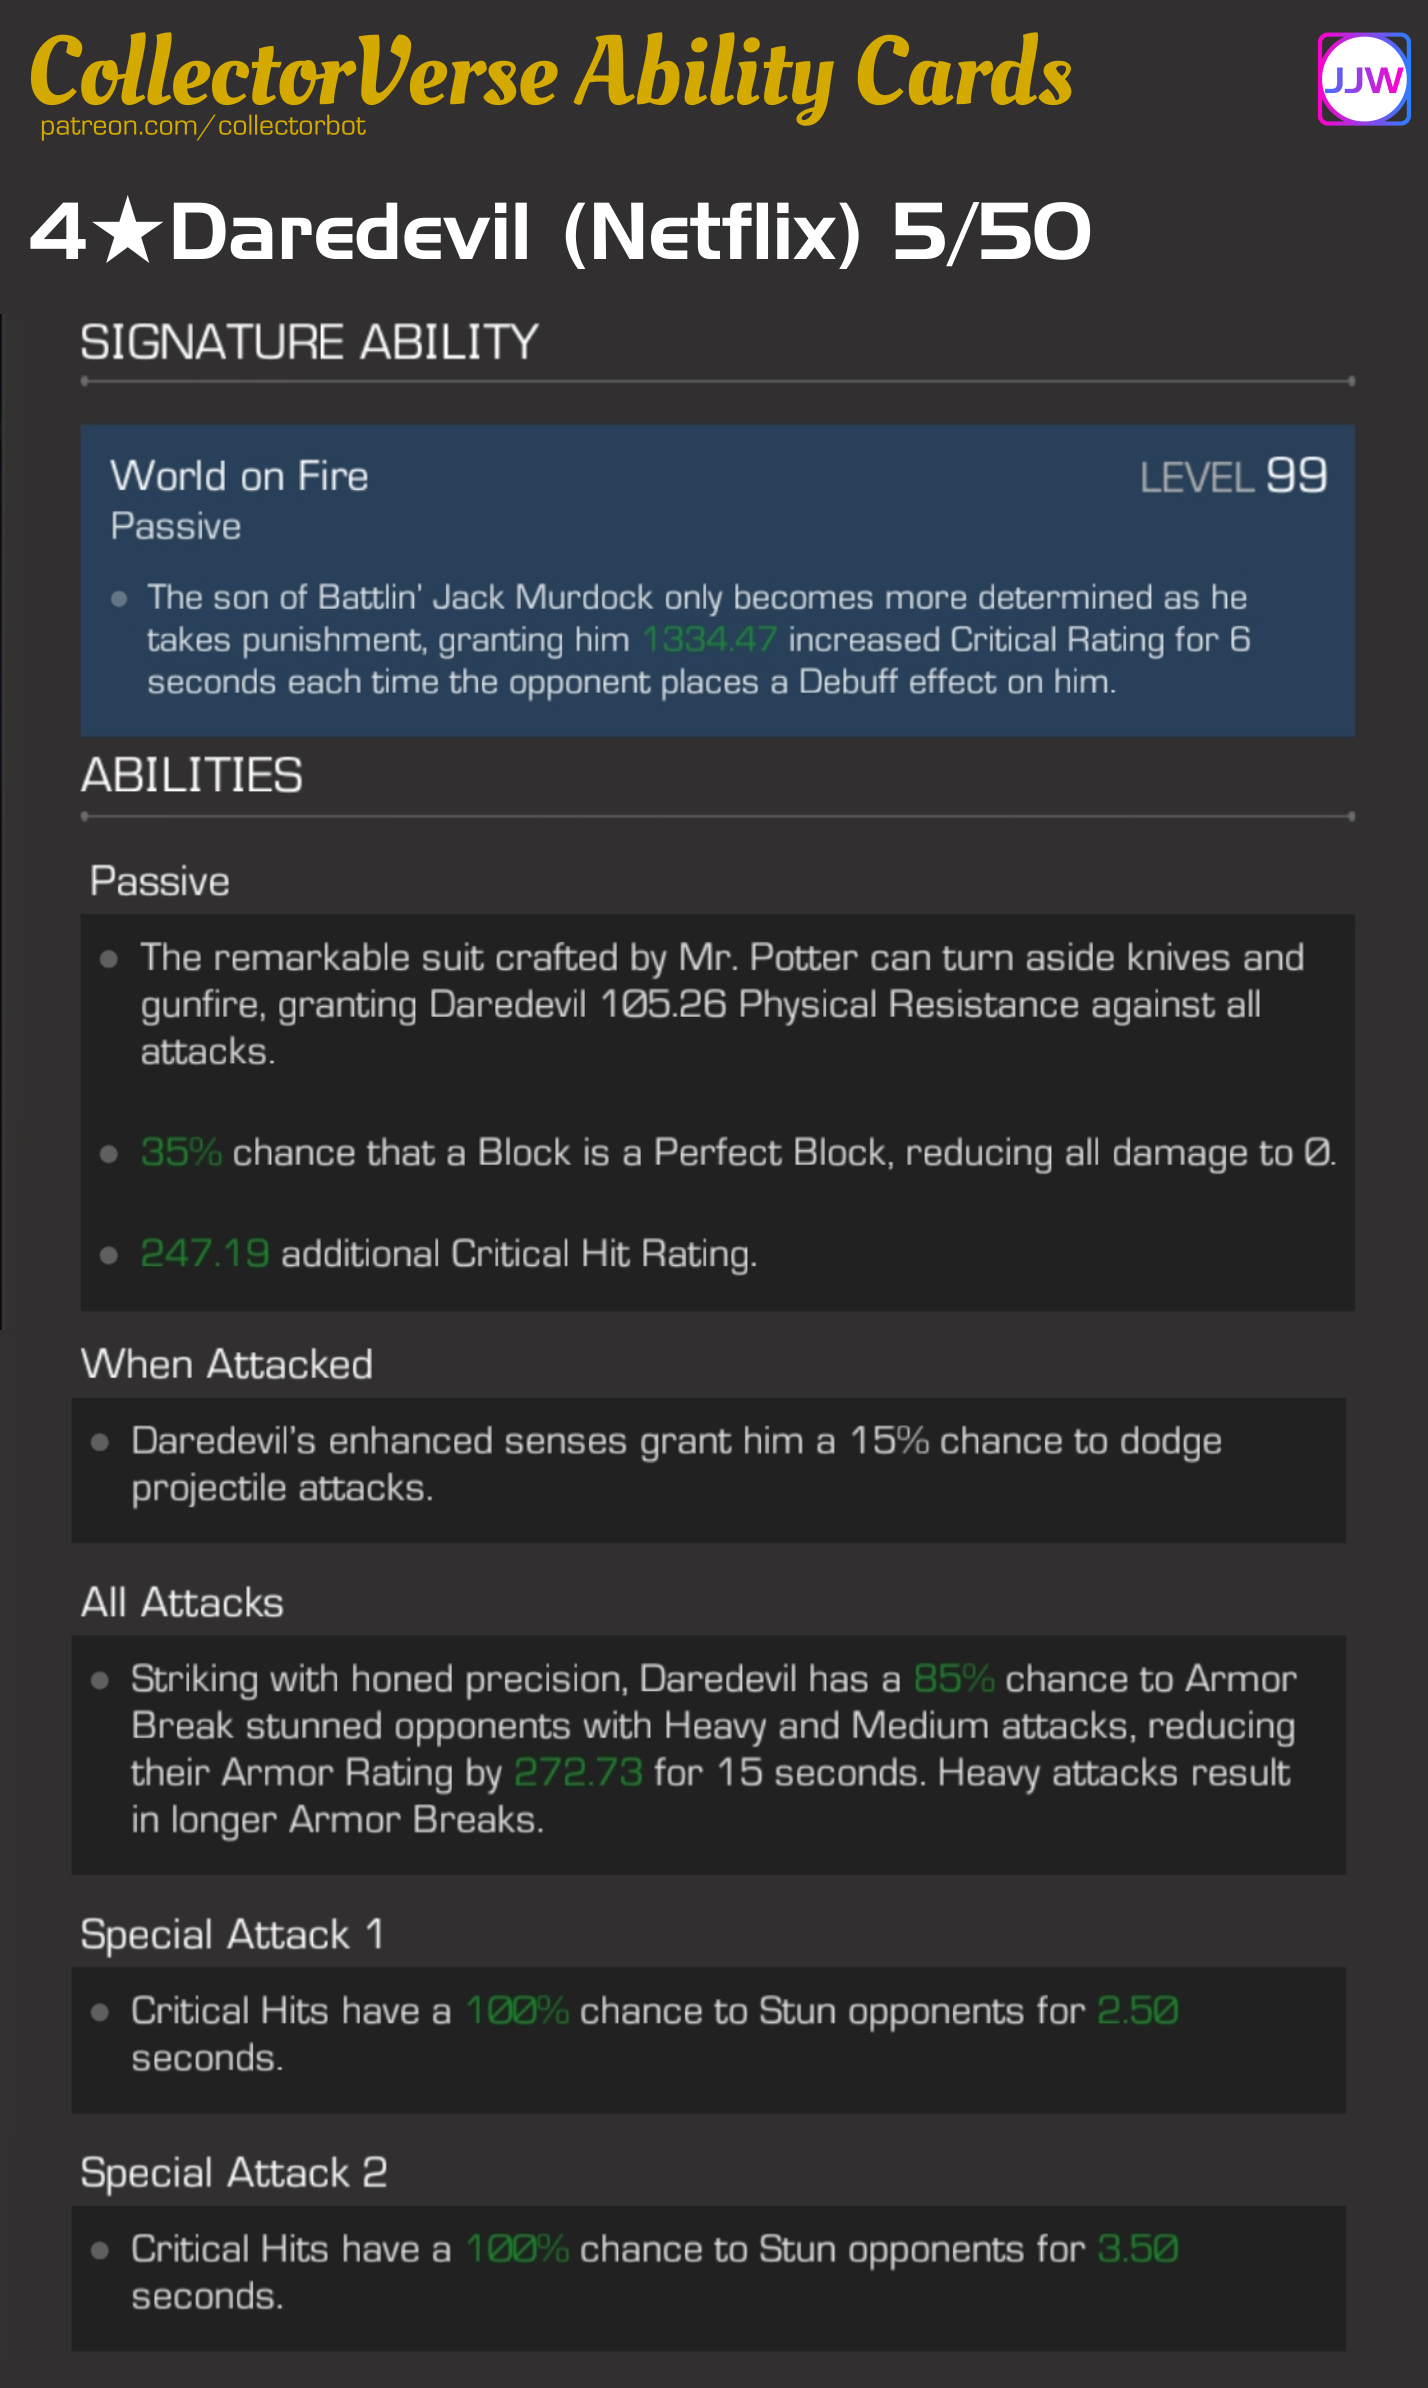 CollectorVerse Ability Cards
JJW
patreon.com/collectorbot
4★Daredevil (Netflix) 5/50
SIGNATURE ABILITY
World on Fire
LEVEL 99
Passive
The son of Battlin' Jack Murdock only becomes more determined as he
takes punishment, granting him 1334.47 increased Critical Rating for 6
seconds each time the opponent places a Debuff effect on him.
ABILITIES
Passive
The remarkable suit crafted by Mr. Potter can turn aside knives and
gunfire, granting Daredevil 105.26 Physical Resistance against all
attacks.
35% chance that a Block is a Perfect Block, reducing all damage to 0.
247.19 additional Critical Hit Rating.
When Attacked
Daredevil's enhanced senses grant him a 15% chance to dodge
projectile attacks.
All Attacks
Striking with honed precision, Daredevil has a 85% chance to Armor
Break stunned opponents with Heavy and Medium attacks, reducing
their Armor Rating by 272.73 for 15 seconds. Heavy attacks result
in longer Armor Breaks.
Special Attack 1
Critical Hits have a 100% chance to Stun opponents for 2.50
seconds.
Special Attack 2
Critical Hits have a 100% chance to Stun opponents for 3.50
seconds.